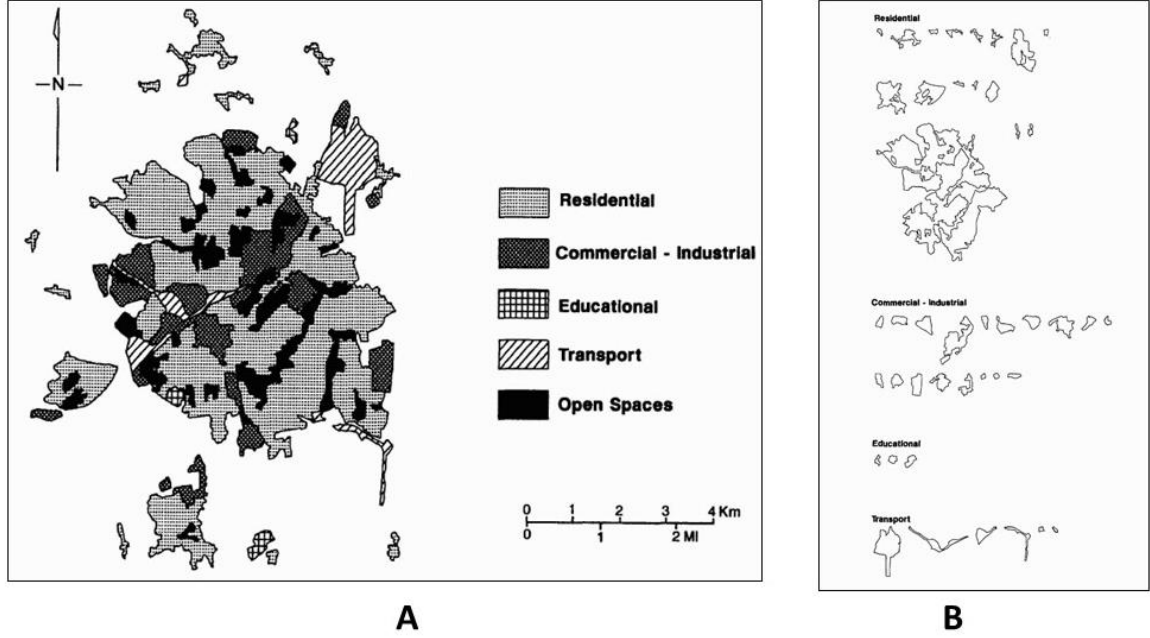 N
Residential
Commercial - Industrial
Educational
Transport
Open Spaces
0 1 2 3 4 Km
0 1 2 MI
A
Residential
Commercial - Industrial
Educational
Transport
B